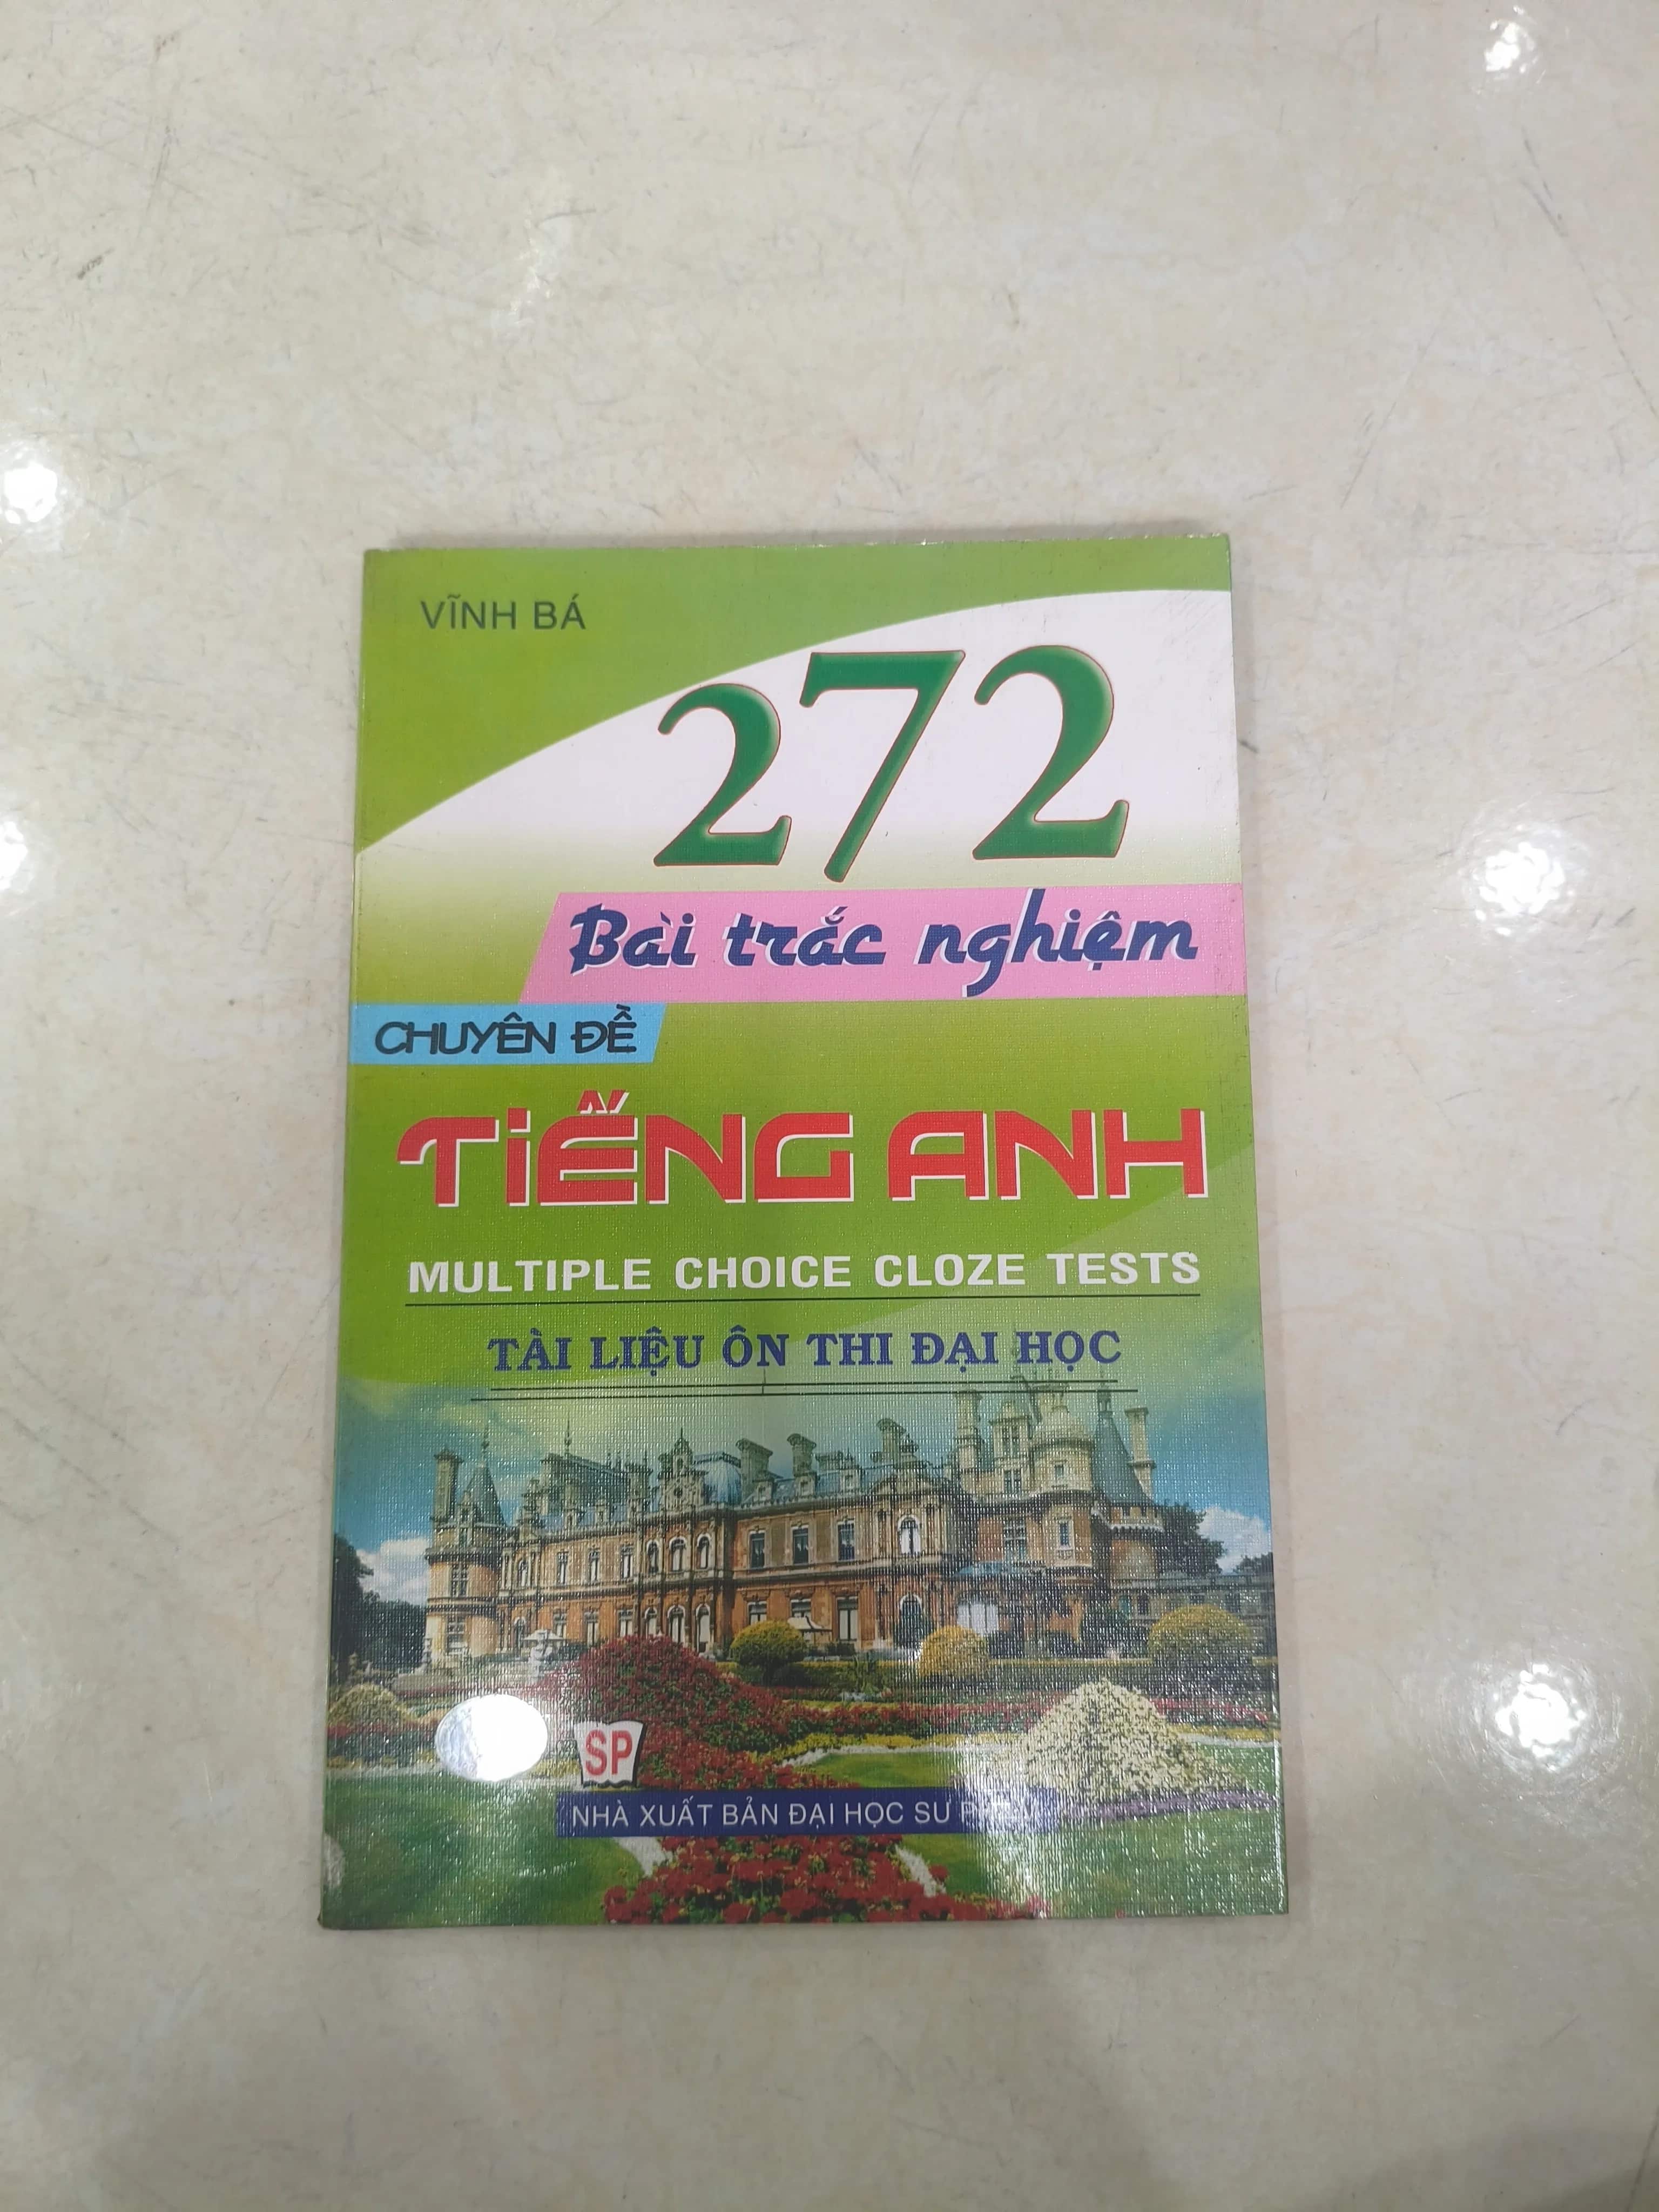 VĨNH BÁ
272
Bài trắc nghiệm
CHUYÊN ĐỀ
TIẾNG ANH
MULTIPLE CHOICE CLOZE TESTS
TÀI LIỆU ÔN THI ĐẠI HỌC
SP
NHÀ XUẤT BẢN ĐẠI HỌC SƯ PHẠM